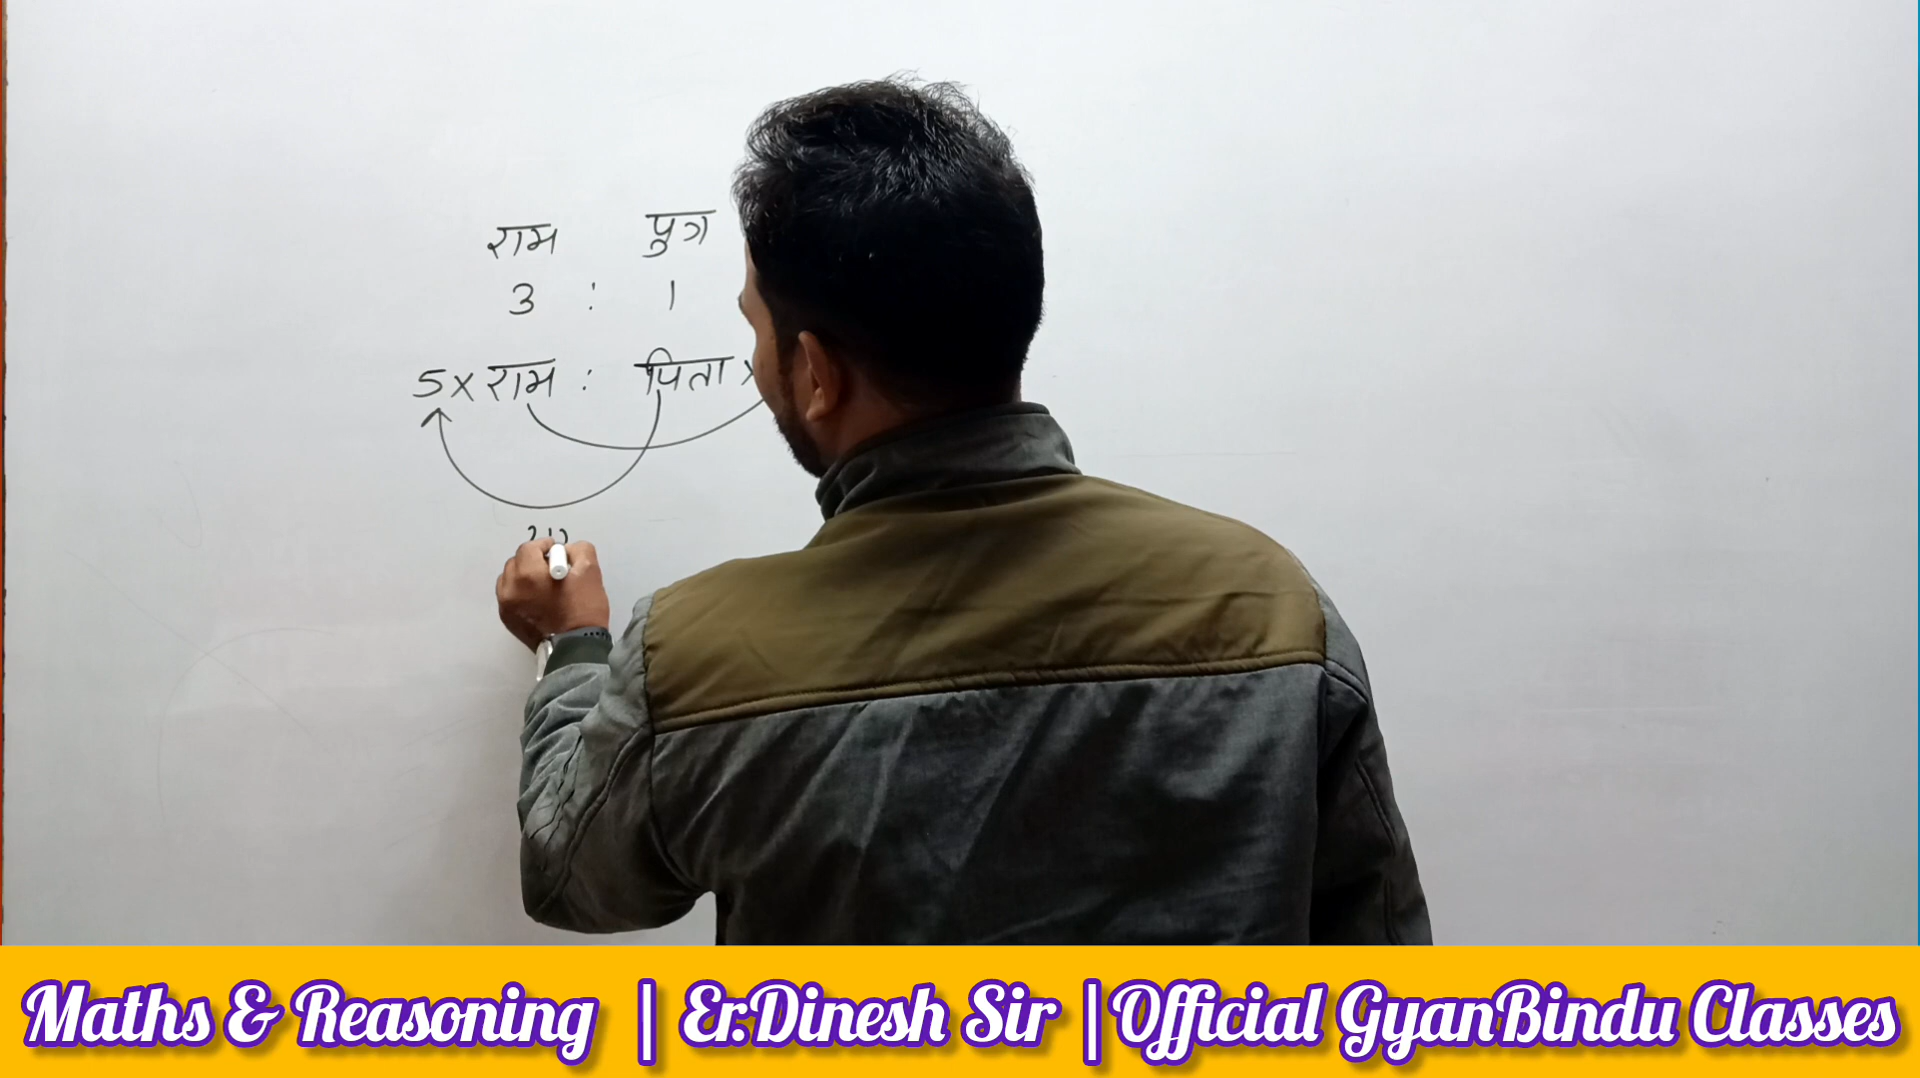 राम पुत्र
3 : 1
5 x राम : पिता x
Maths & Reasoning | Er.Dinesh Sir | Official GyanBindu Classes